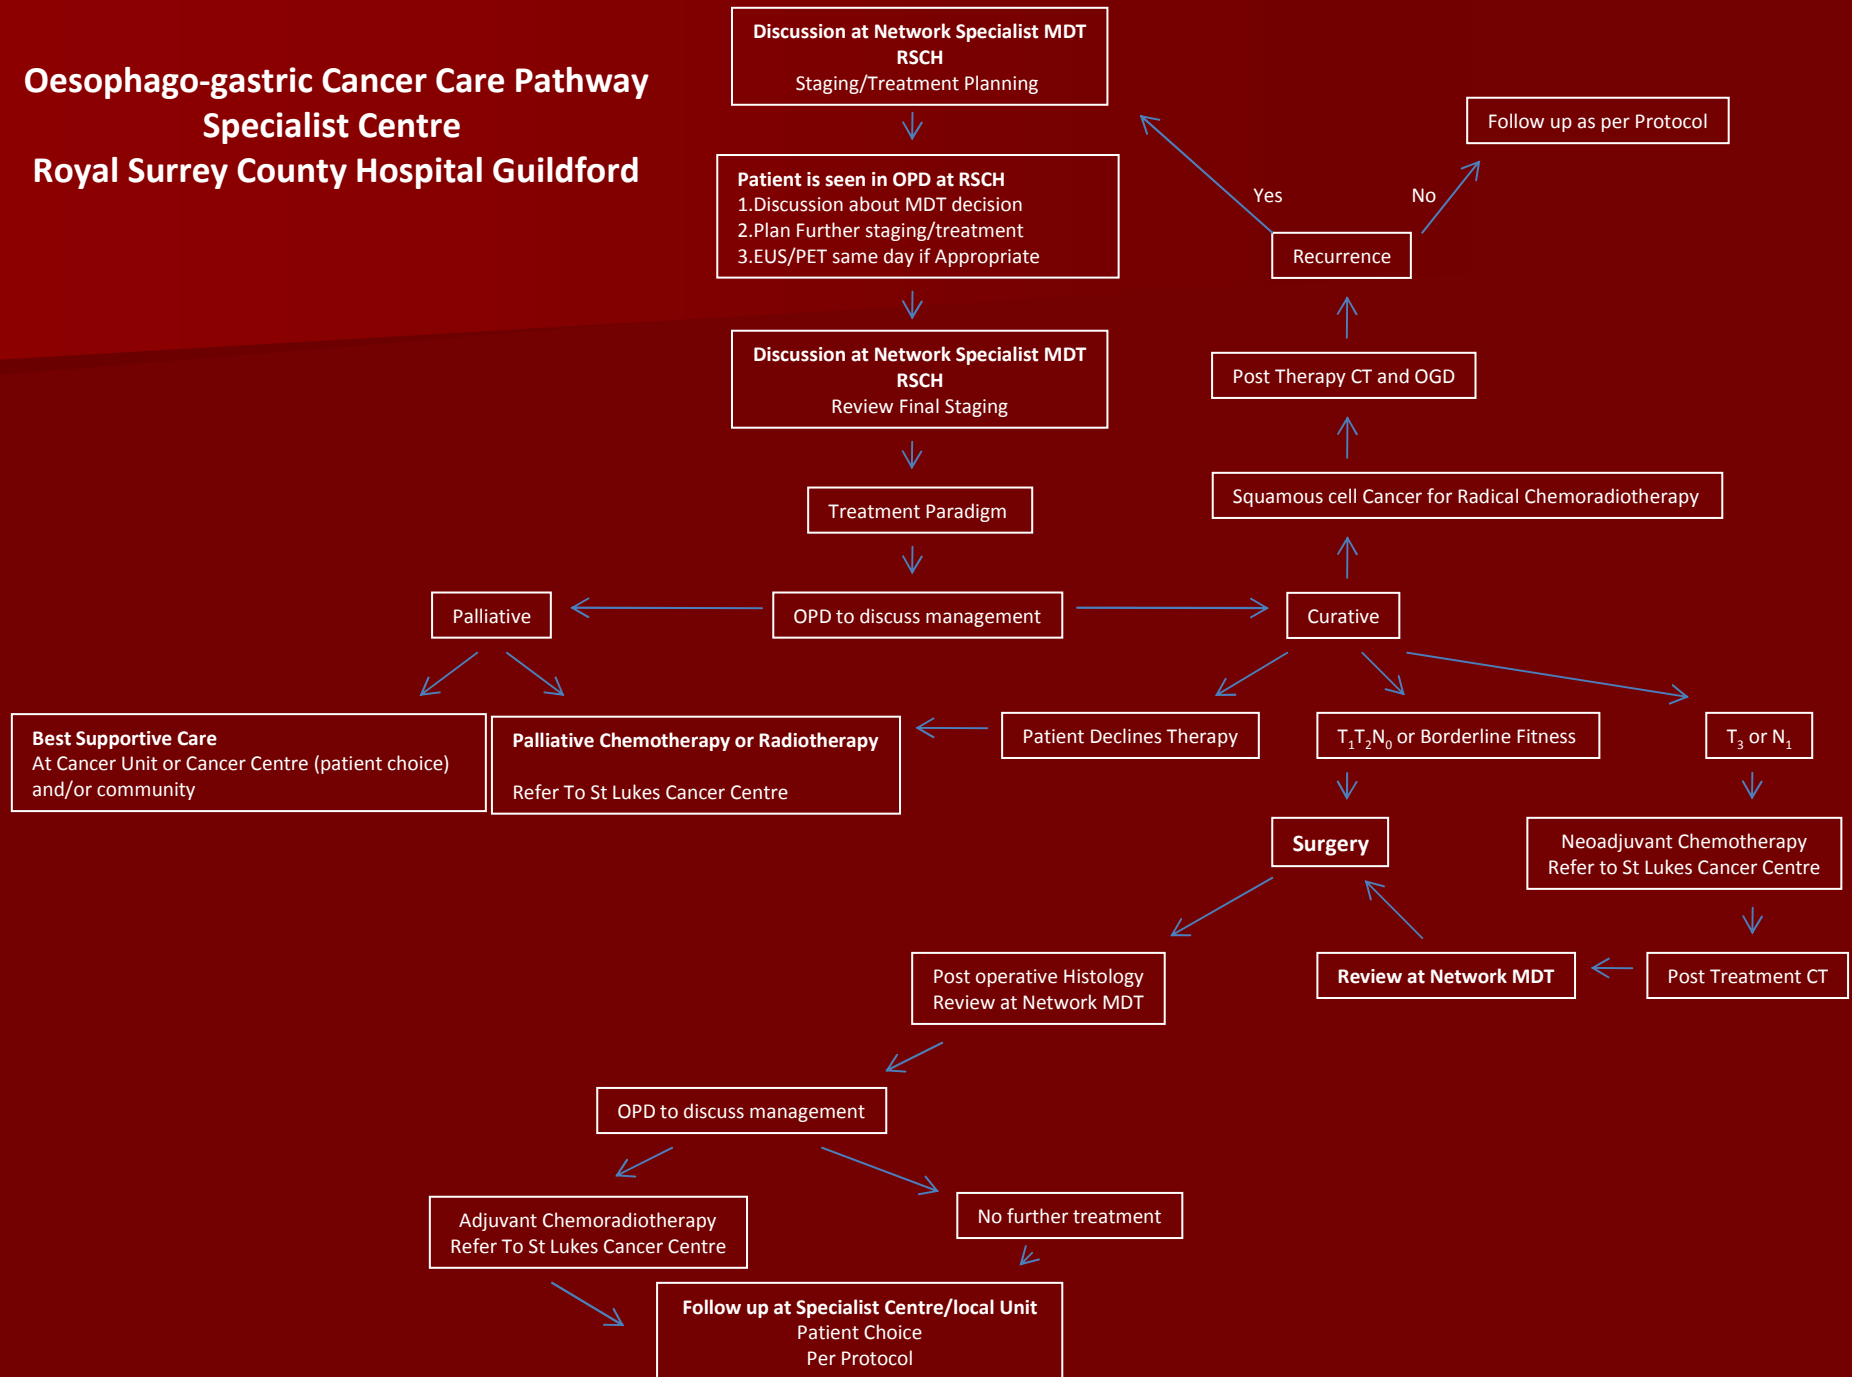 Oesophago-gastric Cancer Care Pathway
Specialist Centre
Royal Surrey County Hospital Guildford
Discussion at Network Specialist MDT
RSCH
Staging/Treatment Planning
Follow up as per Protocol
Patient is seen in OPD at RSCH
1.Discussion about MDT decision
2.Plan Further staging/treatment
3.EUS/PET same day if Appropriate
Yes
No
Recurrence
Discussion at Network Specialist MDT
RSCH
Review Final Staging
Post Therapy CT and OGD
Treatment Paradigm
Squamous cell Cancer for Radical Chemoradiotherapy
Palliative
OPD to discuss management
Curative
Best Supportive Care
At Cancer Unit or Cancer Centre (patient choice)
and/or community
Palliative Chemotherapy or Radiotherapy
Refer To St Lukes Cancer Centre
Patient Declines Therapy
T₁T₂N₀ or Borderline Fitness
T₃ or N₁
Surgery
Neoadjuvant Chemotherapy
Refer to St Lukes Cancer Centre
Post operative Histology
Review at Network MDT
Review at Network MDT
Post Treatment CT
OPD to discuss management
Adjuvant Chemoradiotherapy
Refer To St Lukes Cancer Centre
No further treatment
Follow up at Specialist Centre/local Unit
Patient Choice
Per Protocol